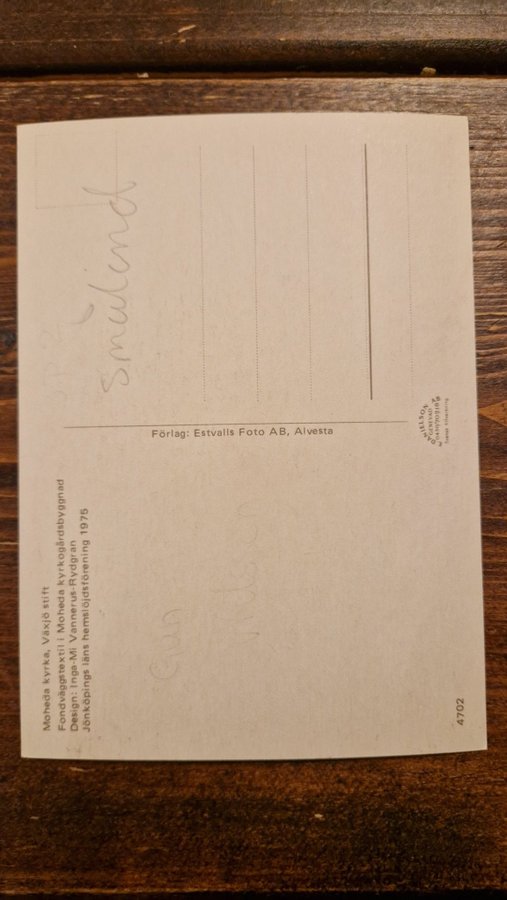 Moheda kyrka, Växjö stift
Fondväggstextil i Moheda kyrkogårdsbyggnad
Design: Inga-Mi Vannerus-Rydgran
Jönköpings läns hemslöjdsförening 1975
4702
Förlag: Estvalls Foto AB, Alvesta
Småland